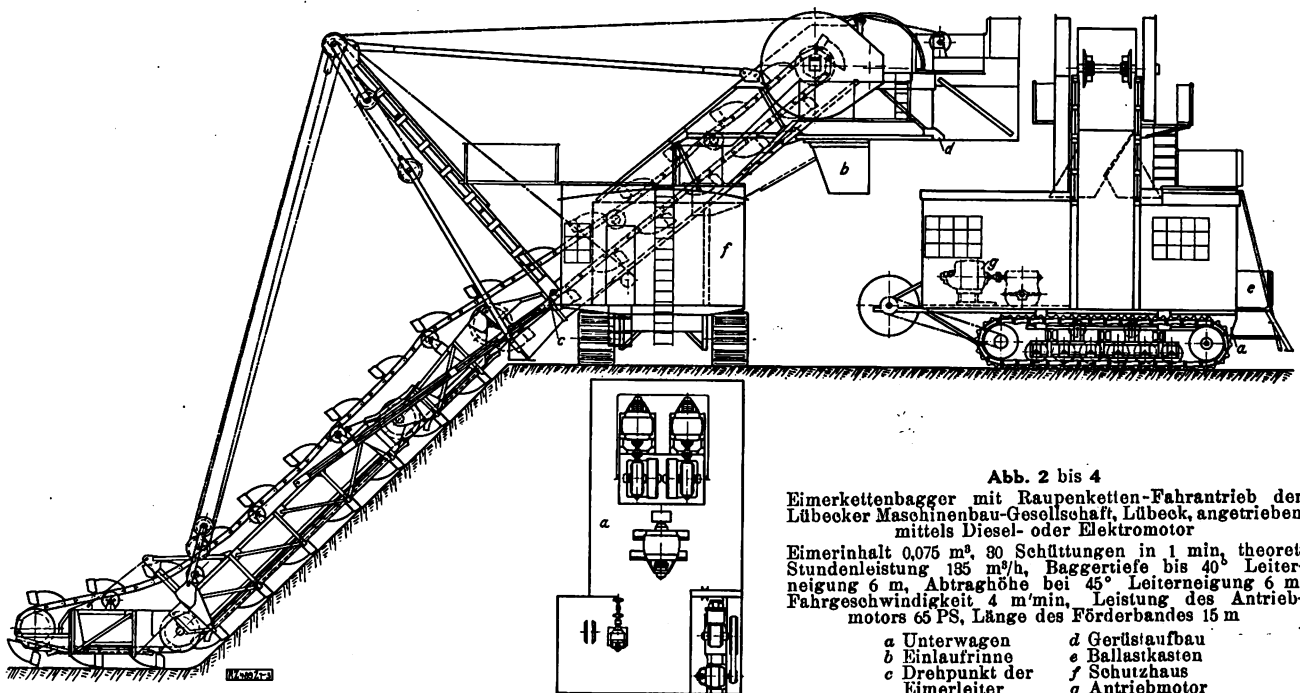 b
d
f
g
e
c
a
a
Abb. 2 bis 4
Eimerkettenbagger mit Raupenketten-Fahrantrieb der
Lübecker Maschinenbau-Gesellschaft, Lübeck, angetrieben
mittels Diesel- oder Elektromotor
Eimerinhalt 0,075 m³, 30 Schüttungen in 1 min, theoret.
Stundenleistung 135 m³/h, Baggertiefe bis 40° Leiter-
neigung 6 m, Abtraghöhe bei 45° Leiterneigung 6 m
Fahrgeschwindigkeit 4 m/min, Leistung des Antrieb-
motors 65 PS, Länge des Förderbandes 15 m
a Unterwagen d Gerüstaufbau
b Einlaufrinne e Ballastkasten
c Drehpunkt der f Schutzhaus
Eimerleiter g Antriebmotor